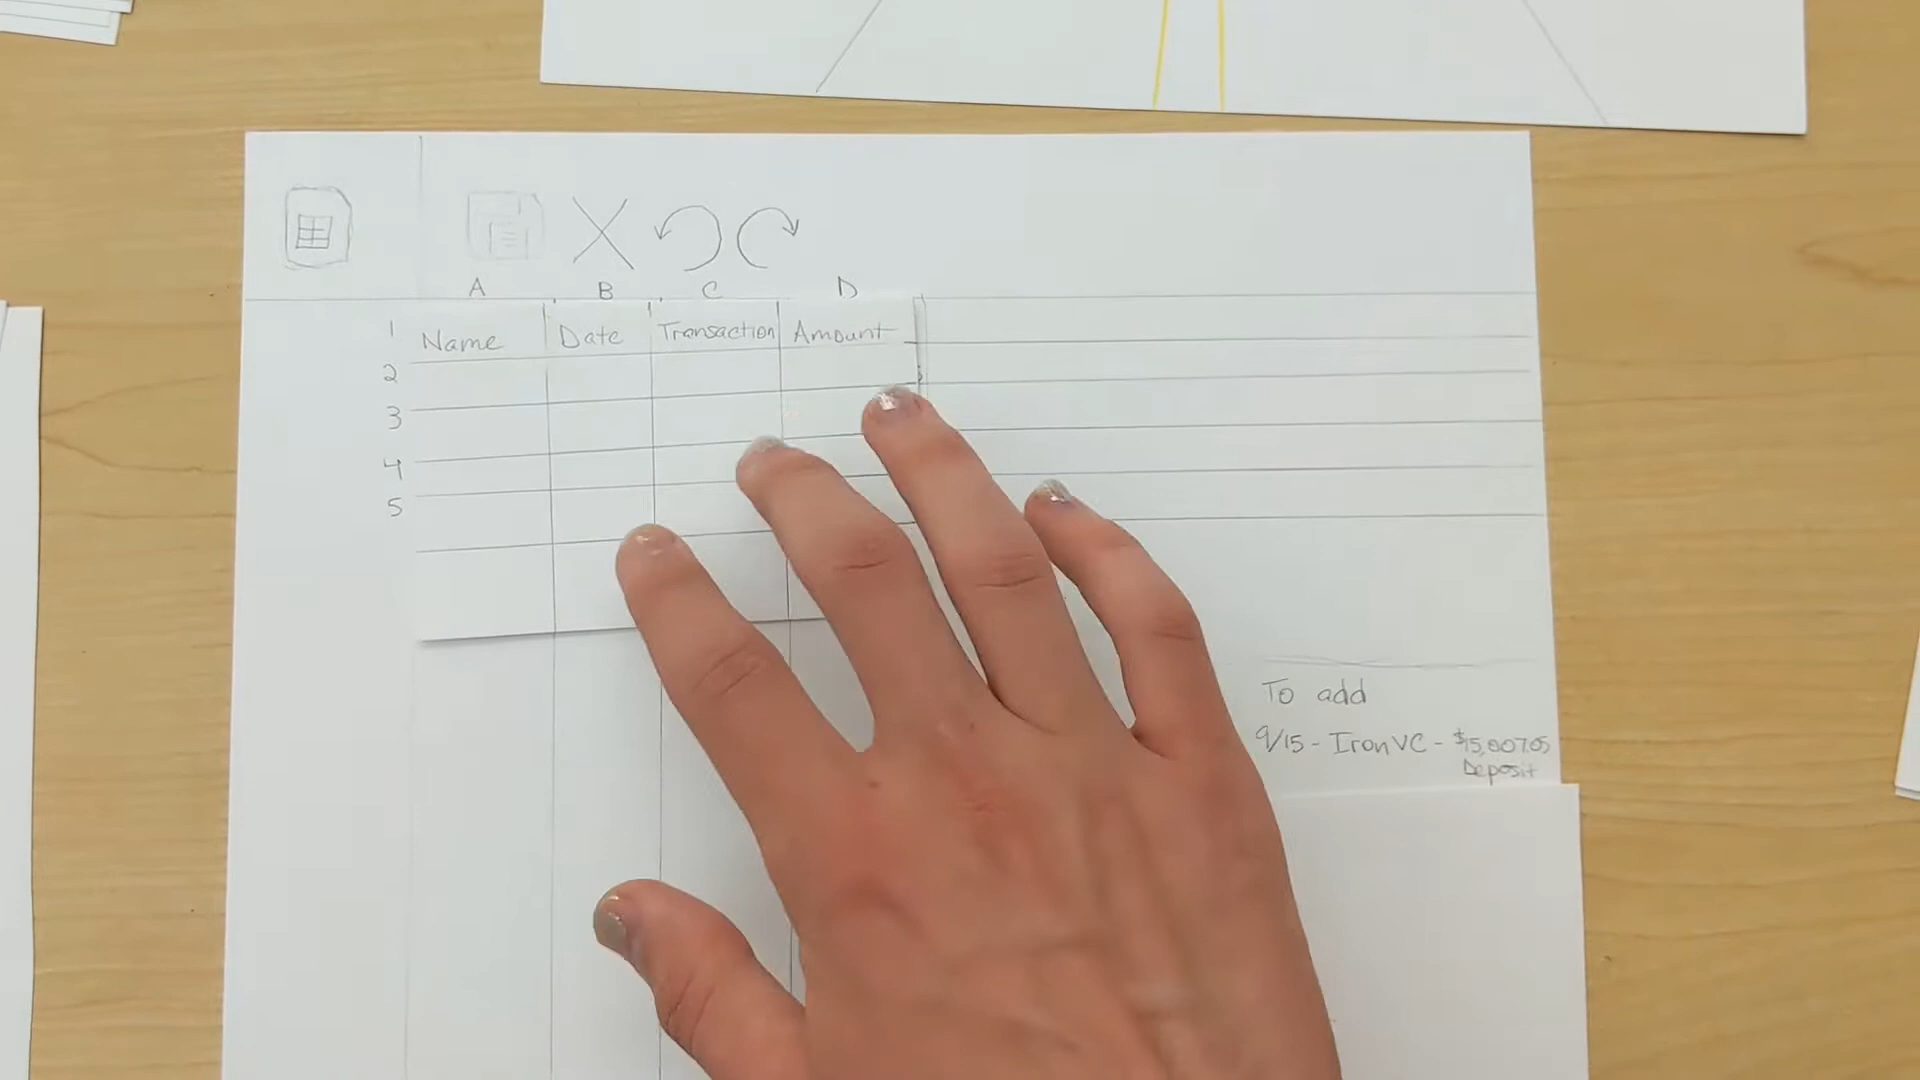 A B C D
1 Name Date Transaction Amount
2
3
4
5
To add
9/15 - Iron VC - $15,007.05
Deposit